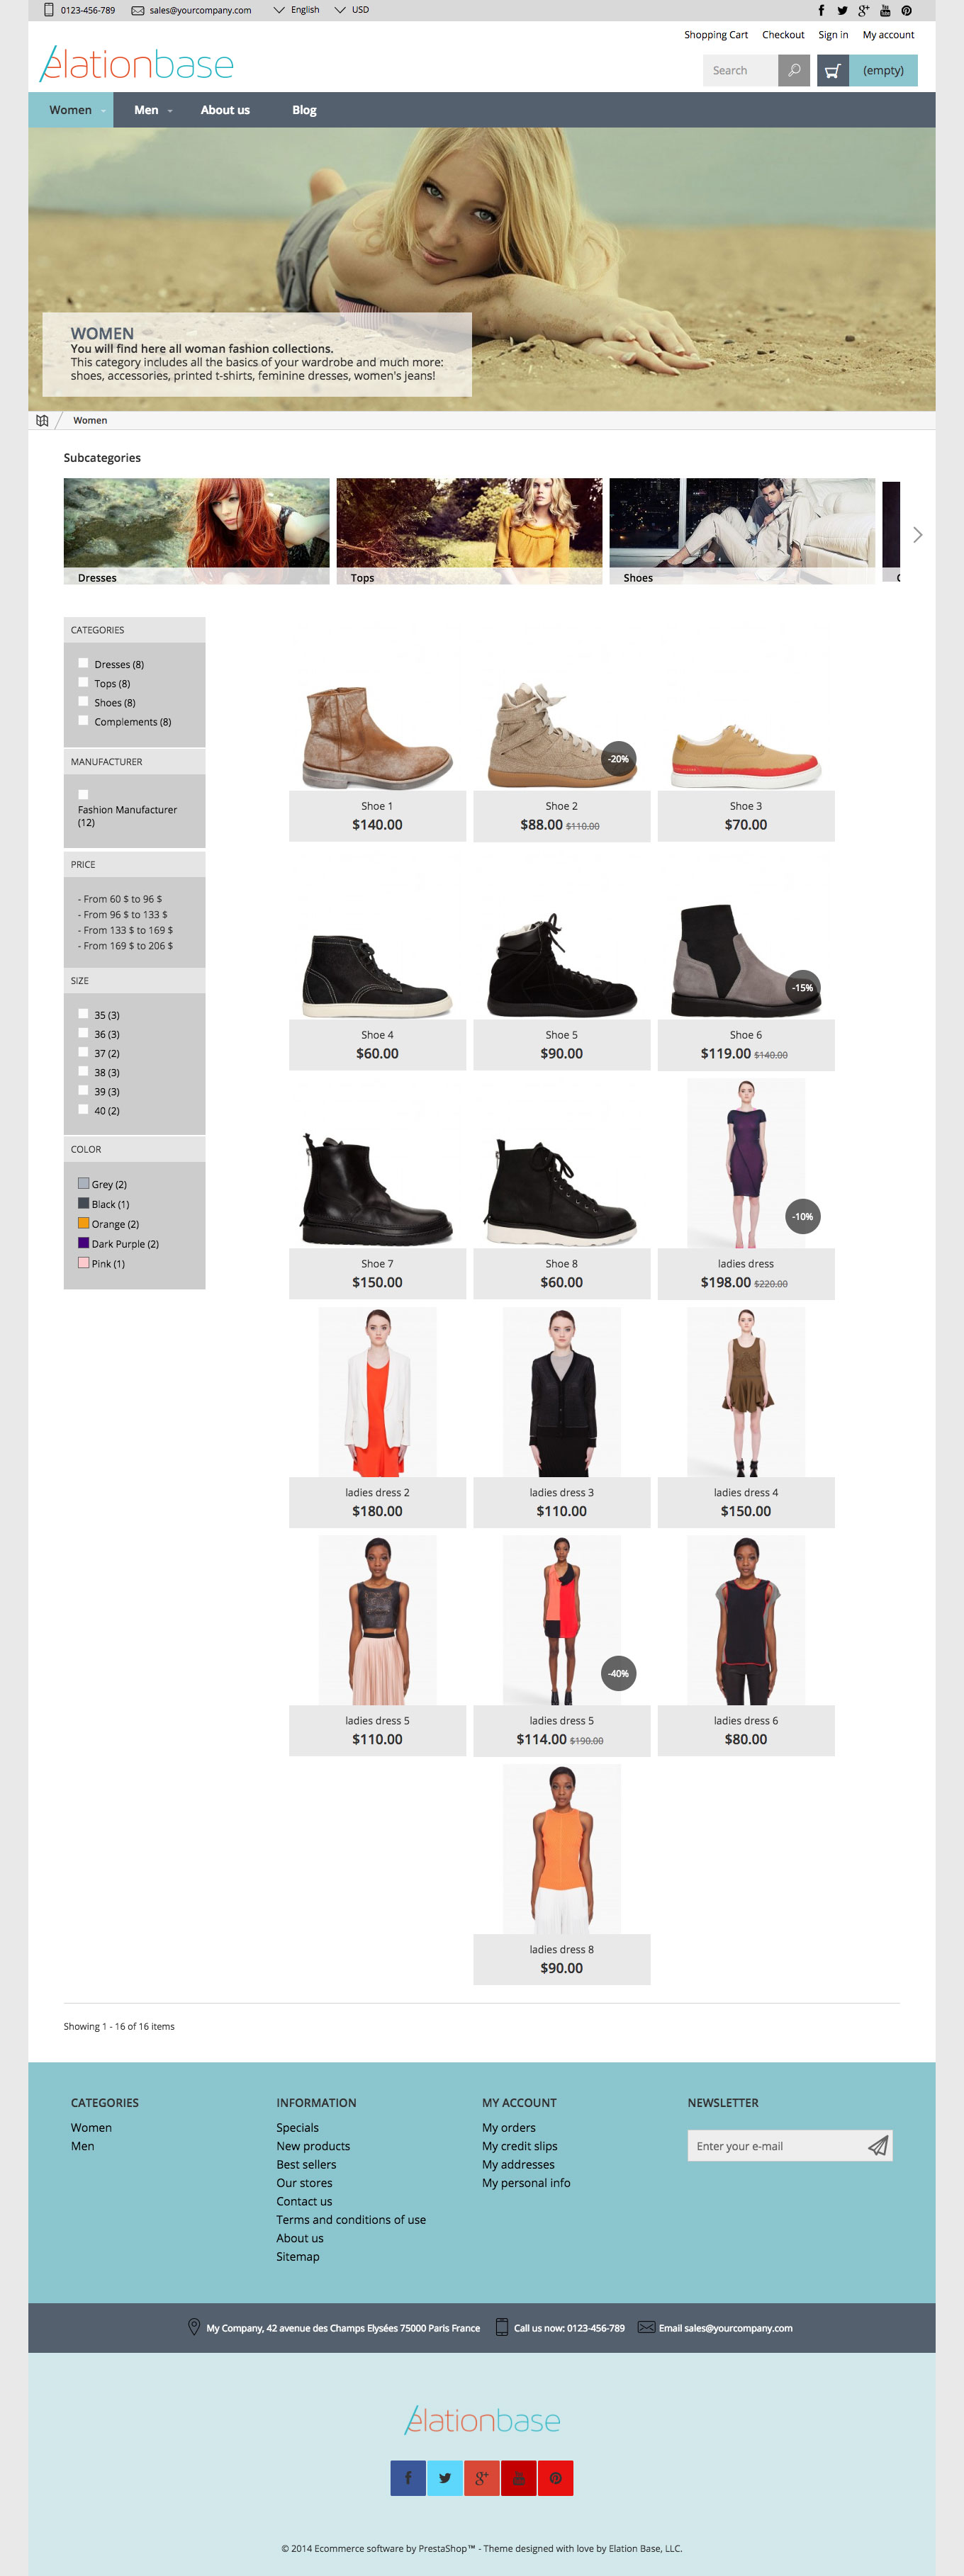 0123-456-789 sales@yourcompany.com English USD
Shopping Cart Checkout Sign in My account
elationbase
Search (empty)
Women Men About us Blog
WOMEN
You will find here all woman fashion collections.
This category includes all the basics of your wardrobe and much more:
shoes, accessories, printed t-shirts, feminine dresses, women's jeans!
Women
Subcategories
Dresses Tops Shoes
CATEGORIES
Dresses (8)
Tops (8)
Shoes (8)
Complements (8)
MANUFACTURER
Fashion Manufacturer
(12)
PRICE
- From 60 $ to 96 $
- From 96 $ to 133 $
- From 133 $ to 169 $
- From 169 $ to 206 $
SIZE
35 (3)
36 (3)
37 (2)
38 (3)
39 (3)
40 (2)
COLOR
Grey (2)
Black (1)
Orange (2)
Dark Purple (2)
Pink (1)
-20%
Shoe 1 Shoe 2 Shoe 3
$140.00 $88.00 $110.00 $70.00
-15%
Shoe 4 Shoe 5 Shoe 6
$60.00 $90.00 $119.00 $140.00
-10%
Shoe 7 Shoe 8 ladies dress
$150.00 $60.00 $198.00 $220.00
ladies dress 2 ladies dress 3 ladies dress 4
$180.00 $110.00 $150.00
-40%
ladies dress 5 ladies dress 5 ladies dress 6
$110.00 $114.00 $190.00 $80.00
ladies dress 8
$90.00
Showing 1 - 16 of 16 items
CATEGORIES
Women
Men
INFORMATION
Specials
New products
Best sellers
Our stores
Contact us
Terms and conditions of use
About us
Sitemap
MY ACCOUNT
My orders
My credit slips
My addresses
My personal info
NEWSLETTER
Enter your e-mail
My Company, 42 avenue des Champs Elysées 75000 Paris France Call us now: 0123-456-789 Email sales@yourcompany.com
elationbase
© 2014 Ecommerce software by PrestaShop™ - Theme designed with love by Elation Base, LLC.